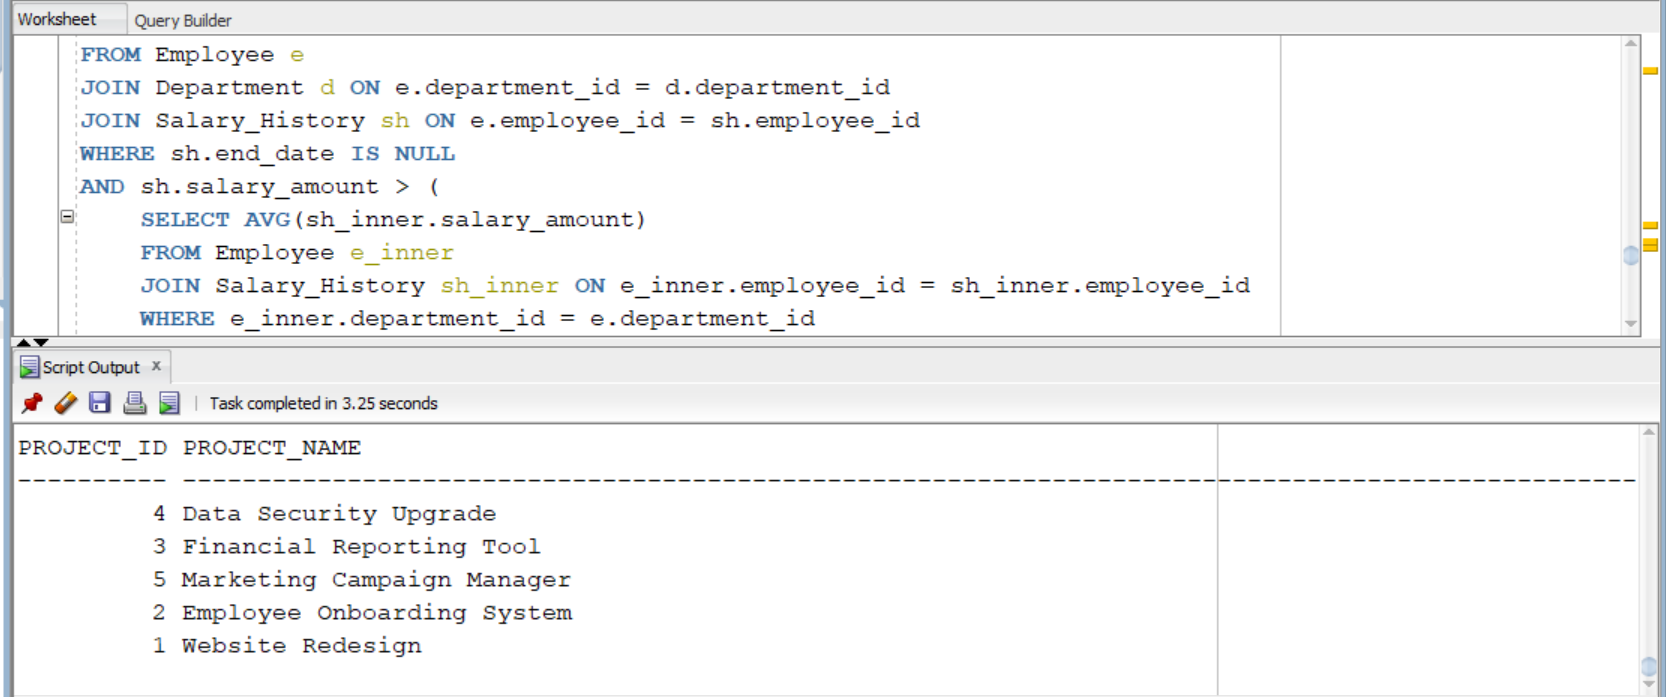 Worksheet Query Builder
FROM Employee e
JOIN Department d ON e.department_id = d.department_id
JOIN Salary_History sh ON e.employee_id = sh.employee_id
WHERE sh.end_date IS NULL
AND sh.salary_amount > (
SELECT AVG(sh_inner.salary_amount)
FROM Employee e_inner
JOIN Salary_History sh_inner ON e_inner.employee_id = sh_inner.employee_id
WHERE e_inner.department_id = e.department_id
Script Output x
Task completed in 3.25 seconds
PROJECT_ID PROJECT_NAME
---------- -------------------------------------------------------------------------------------------------
4 Data Security Upgrade
3 Financial Reporting Tool
5 Marketing Campaign Manager
2 Employee Onboarding System
1 Website Redesign